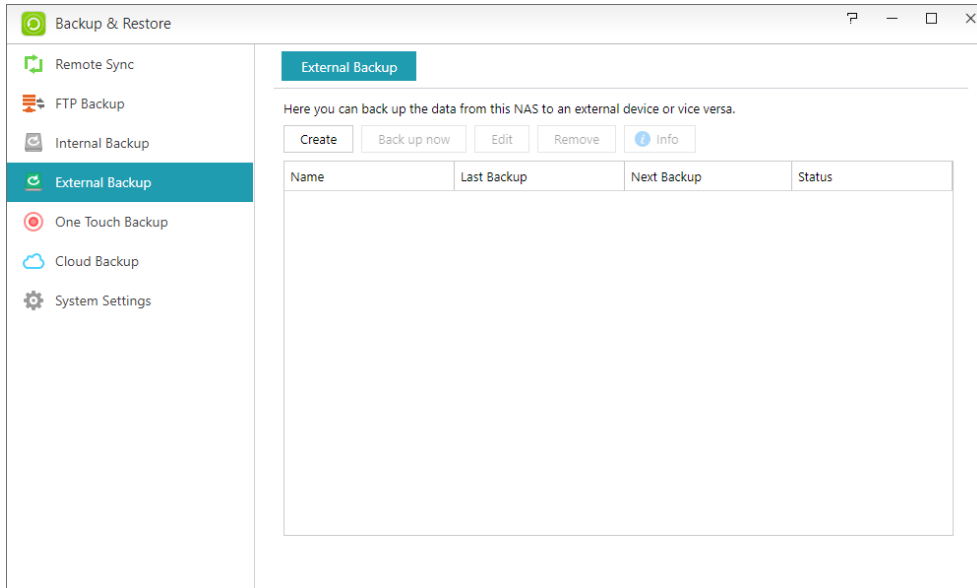 Backup & Restore
Remote Sync
FTP Backup
Internal Backup
External Backup
One Touch Backup
Cloud Backup
System Settings
External Backup
Here you can back up the data from this NAS to an external device or vice versa.
Create Back up now Edit Remove Info
Name Last Backup Next Backup Status